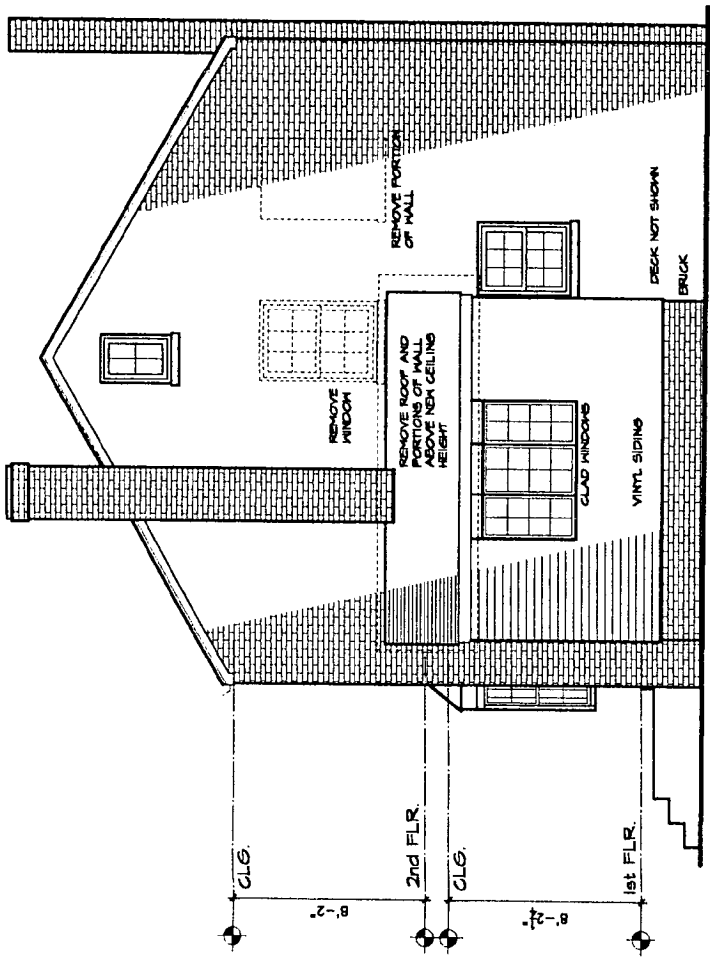 REMOVE PORTION
OF WALL
REMOVE
WINDOW
REMOVE ROOF AND
PORTIONS OF WALL
ABOVE NEW CEILING
HEIGHT
DECK NOT SHOWN
BRICK
CLAD WINDOWS
VINYL SIDING
CLG.
8'-2"
2nd FLR.
CLG.
8'-2¼"
1st FLR.